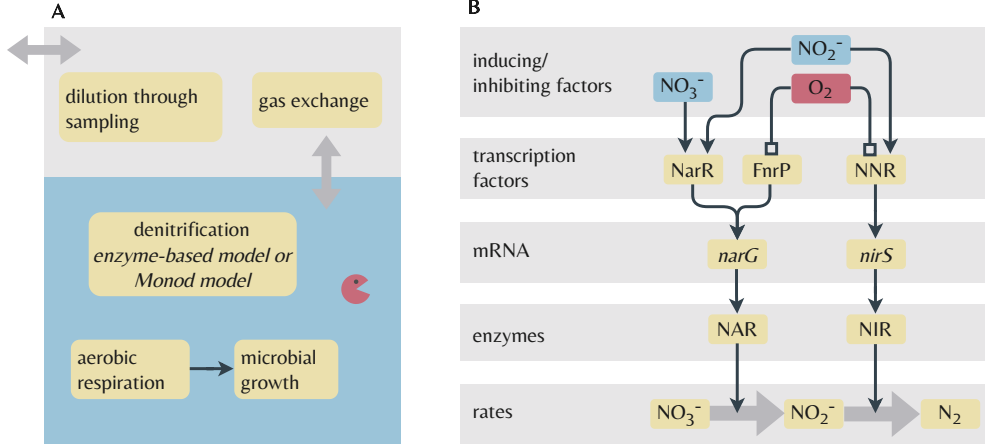 A
dilution through
sampling
gas exchange
denitrification
enzyme-based model or
Monod model
aerobic
respiration
microbial
growth
B
inducing/
inhibiting factors
NO₂⁻
NO₃⁻
O₂
transcription
factors
NarR
FnrP
NNR
mRNA
narG
nirS
enzymes
NAR
NIR
rates
NO₃⁻
NO₂⁻
N₂